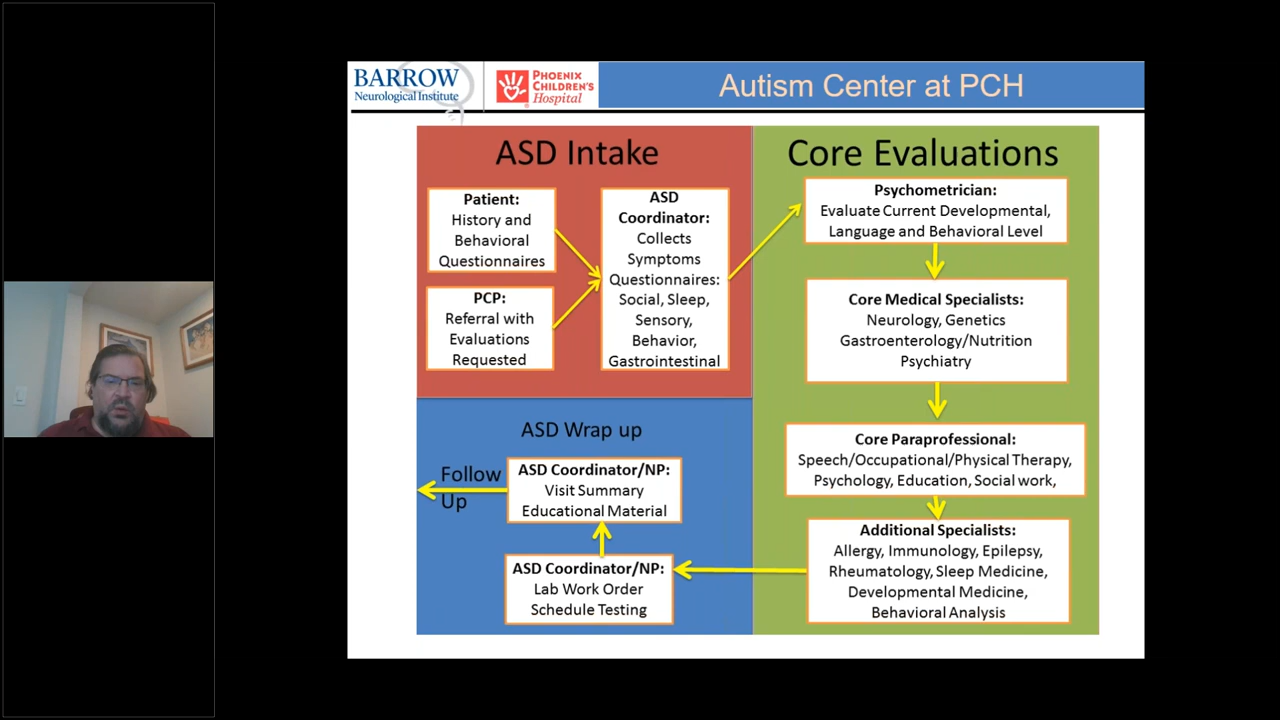 BARROW
Neurological Institute
PHOENIX
CHILDREN'S
Hospital
Autism Center at PCH
ASD Intake
Patient:
History and
Behavioral
Questionnaires
PCP:
Referral with
Evaluations
Requested
ASD
Coordinator:
Collects
Symptoms
Questionnaires:
Social, Sleep,
Sensory,
Behavior,
Gastrointestinal
Core Evaluations
Psychometrician:
Evaluate Current Developmental,
Language and Behavioral Level
Core Medical Specialists:
Neurology, Genetics
Gastroenterology/Nutrition
Psychiatry
Core Paraprofessional:
Speech/Occupational/Physical Therapy,
Psychology, Education, Social work,
Additional Specialists:
Allergy, Immunology, Epilepsy,
Rheumatology, Sleep Medicine,
Developmental Medicine,
Behavioral Analysis
ASD Wrap up
ASD Coordinator/NP:
Lab Work Order
Schedule Testing
ASD Coordinator/NP:
Visit Summary
Educational Material
Follow
Up